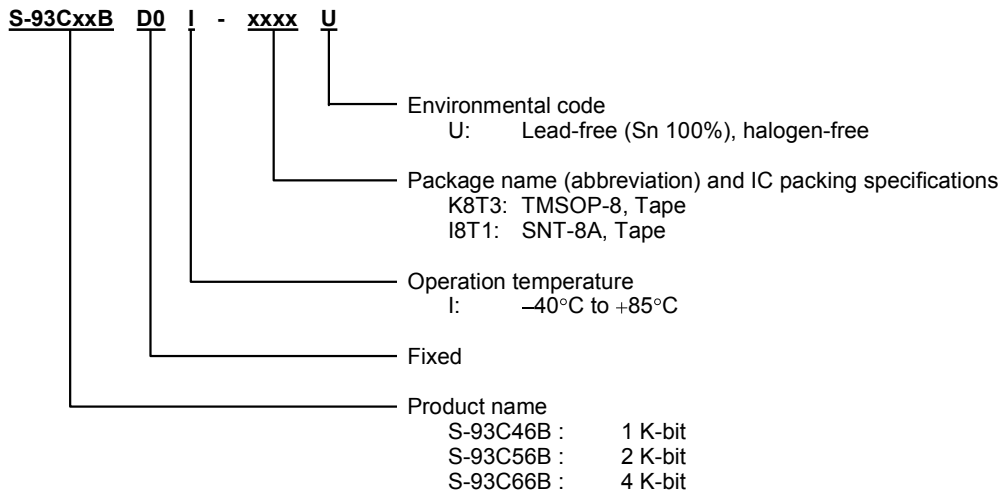 S-93CxxB D0 I - xxxx U
Environmental code
U: Lead-free (Sn 100%), halogen-free
Package name (abbreviation) and IC packing specifications
K8T3: TMSOP-8, Tape
I8T1: SNT-8A, Tape
Operation temperature
I: −40°C to +85°C
Fixed
Product name
S-93C46B : 1 K-bit
S-93C56B : 2 K-bit
S-93C66B : 4 K-bit